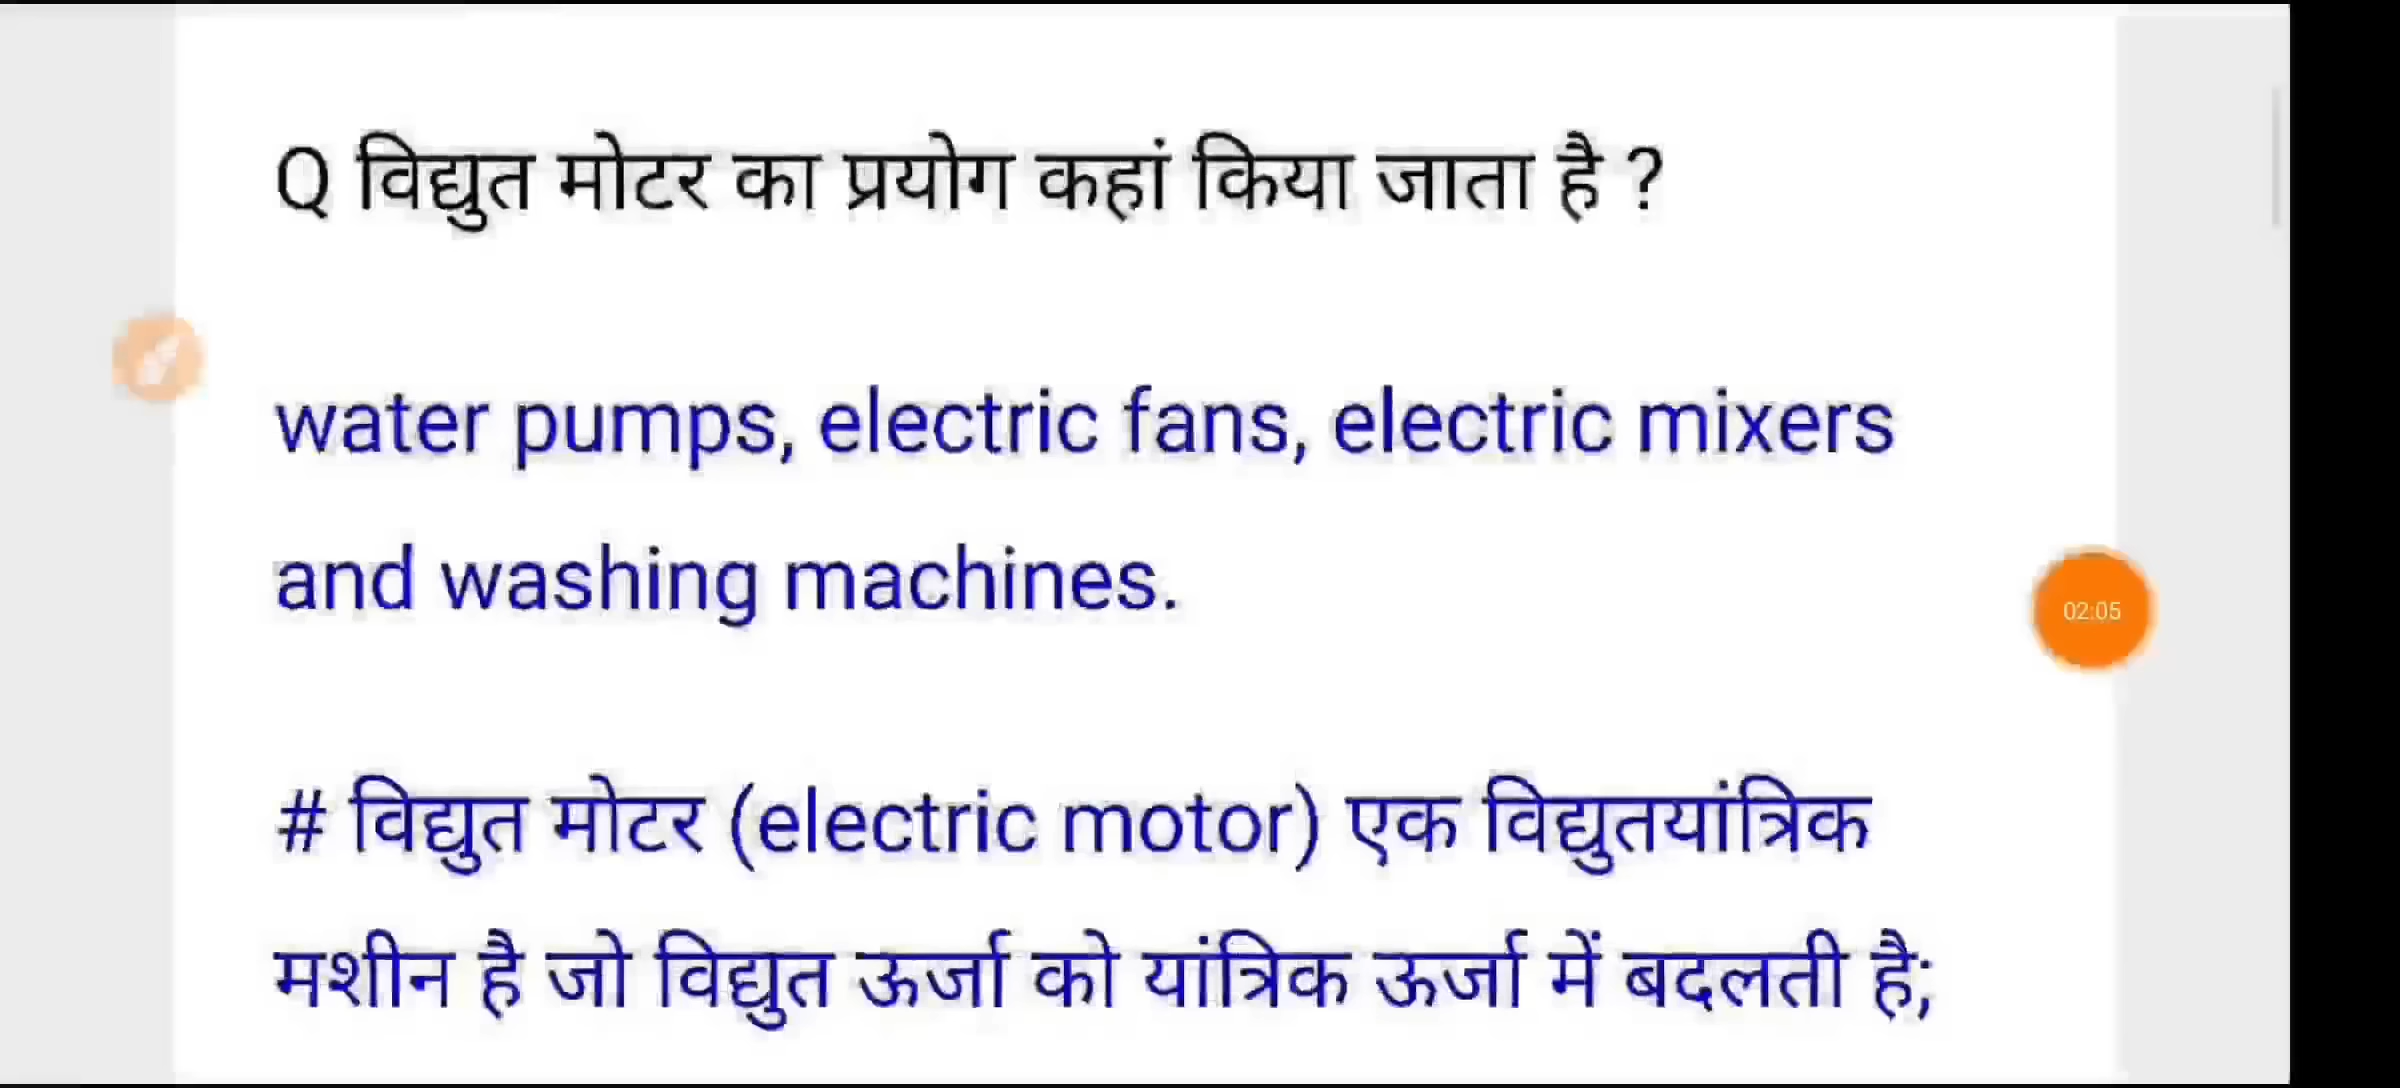 Q विद्युत मोटर का प्रयोग कहां किया जाता है ?
water pumps, electric fans, electric mixers
and washing machines.
02:05
# विद्युत मोटर (electric motor) एक विद्युतयांत्रिक
मशीन है जो विद्युत ऊर्जा को यांत्रिक ऊर्जा में बदलती है;